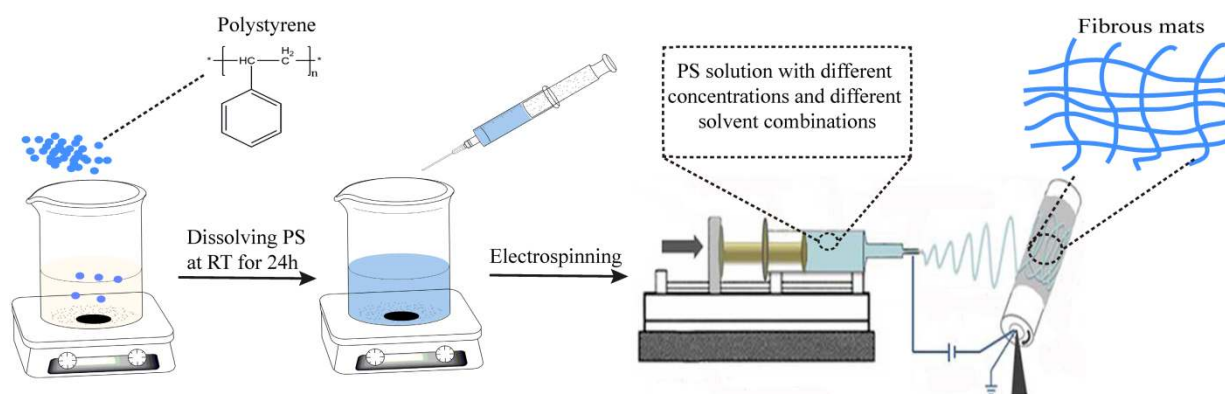 Polystyrene
* HC C H2 * n
Dissolving PS
at RT for 24h
Electrospinning
PS solution with different
concentrations and different
solvent combinations
Fibrous mats